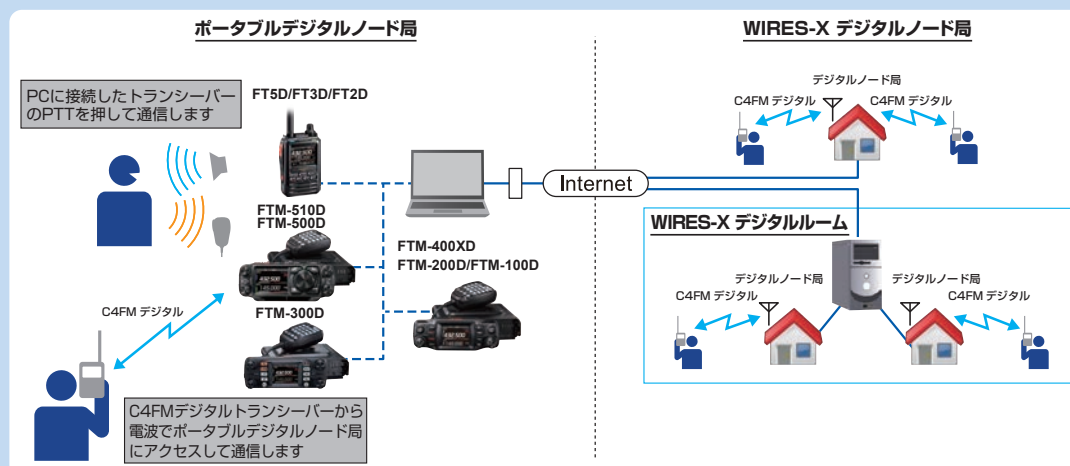 ポータブルデジタルノード局
PCに接続したトランシーバー
のPTTを押して通信します
FT5D/FT3D/FT2D
FTM-510D
FTM-500D
FTM-400XD
FTM-200D/FTM-100D
FTM-300D
C4FM デジタル
C4FMデジタルトランシーバーから
電波でポータブルデジタルノード局
にアクセスして通信します
Internet
WIRES-X デジタルノード局
デジタルノード局
C4FM デジタル
C4FM デジタル
WIRES-X デジタルルーム
デジタルノード局
デジタルノード局
C4FM デジタル
C4FM デジタル